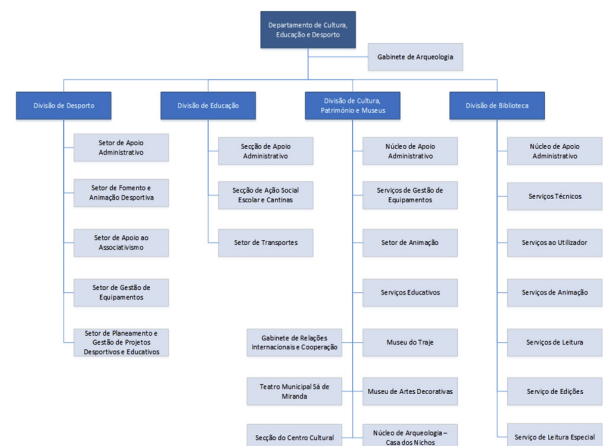 Departamento de Cultura,
Educação e Desporto
Gabinete de Arqueologia
Divisão de Desporto
Divisão de Educação
Divisão de Cultura,
Património e Museus
Divisão de Biblioteca
Setor de Apoio
Administrativo
Secção de Apoio
Administrativo
Núcleo de Apoio
Administrativo
Núcleo de Apoio
Administrativo
Setor de Fomento e
Animação Desportiva
Secção de Ação Social
Escolar e Cantinas
Serviços de Gestão de
Equipamentos
Serviços Técnicos
Setor de Apoio ao
Associativismo
Setor de Transportes
Setor de Animação
Serviços ao Utilizador
Setor de Gestão de
Equipamentos
Serviços Educativos
Serviços de Animação
Setor de Planeamento e
Gestão de Projetos
Desportivos e Educativos
Gabinete de Relações
Internacionais e Cooperação
Museu do Traje
Serviços de Leitura
Teatro Municipal Sá de
Miranda
Museu de Artes Decorativas
Serviço de Edições
Secção do Centro Cultural
Núcleo de Arqueologia –
Casa dos Nichos
Serviço de Leitura Especial